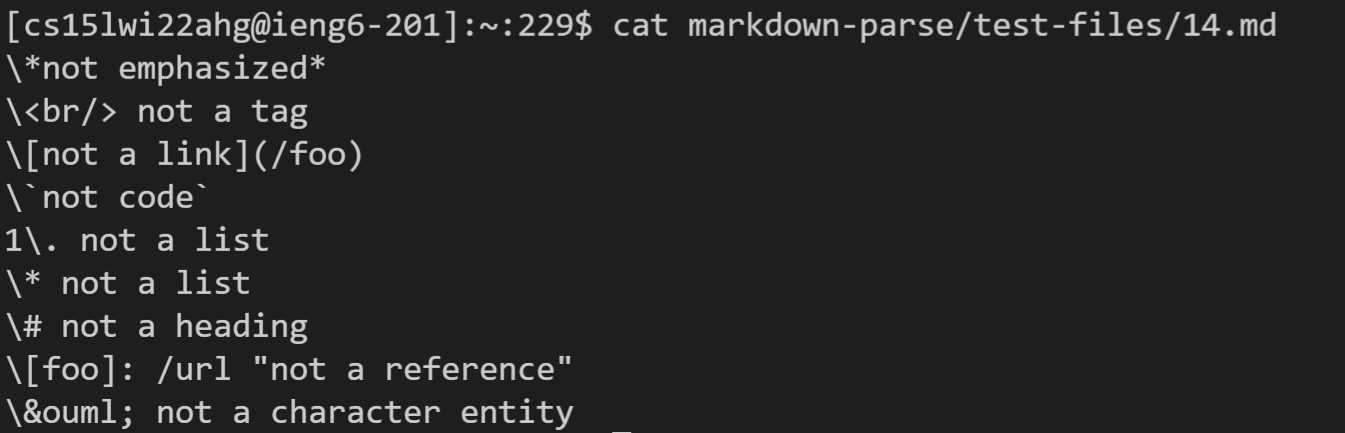 [cs15lwi22ahg@ieng6-201]:~:229$ cat markdown-parse/test-files/14.md
\*not emphasized*
\<br/> not a tag
\[not a link](/foo)
\`not code`
1\. not a list
\* not a list
\# not a heading
\[foo]: /url "not a reference"
\&ouml; not a character entity